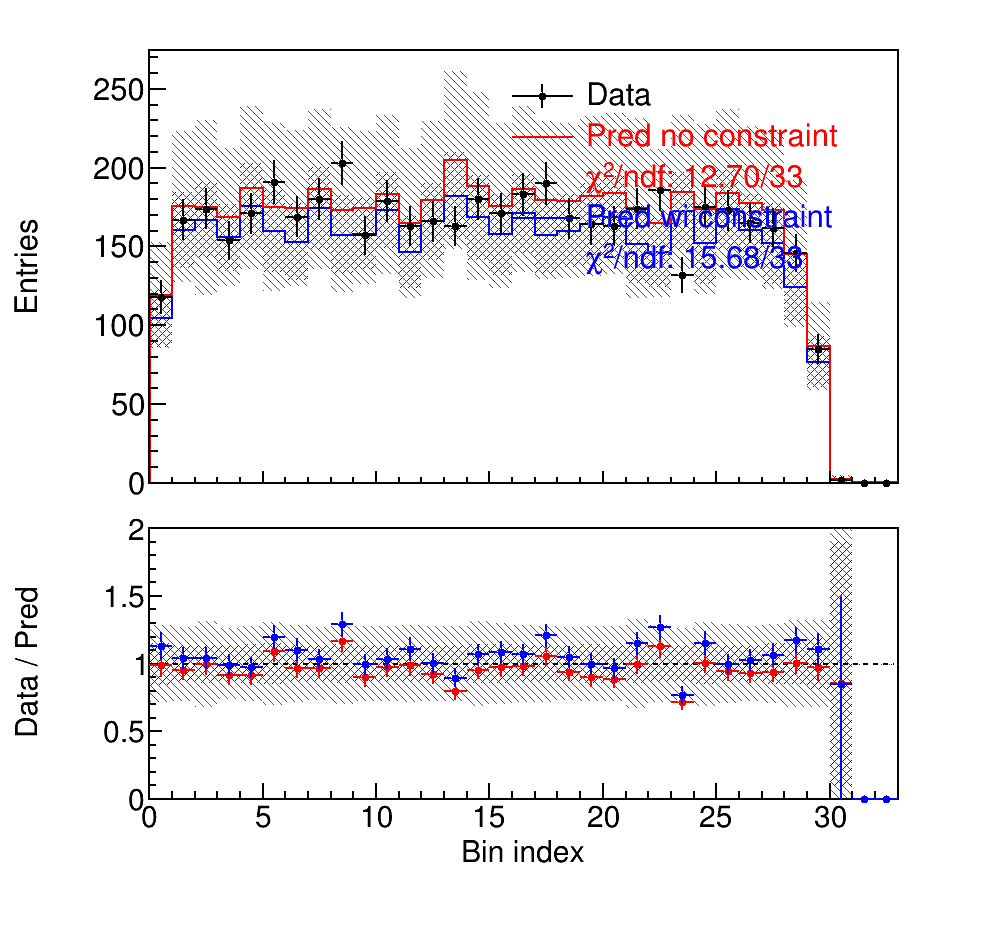 250
200
150
100
50
0
Entries
Data
Pred no constraint
χ²/ndf: 12.70/33
Pred wi constraint
χ²/ndf: 15.68/33
2
1.5
1
0.5
0
Data / Pred
0 5 10 15 20 25 30
Bin index